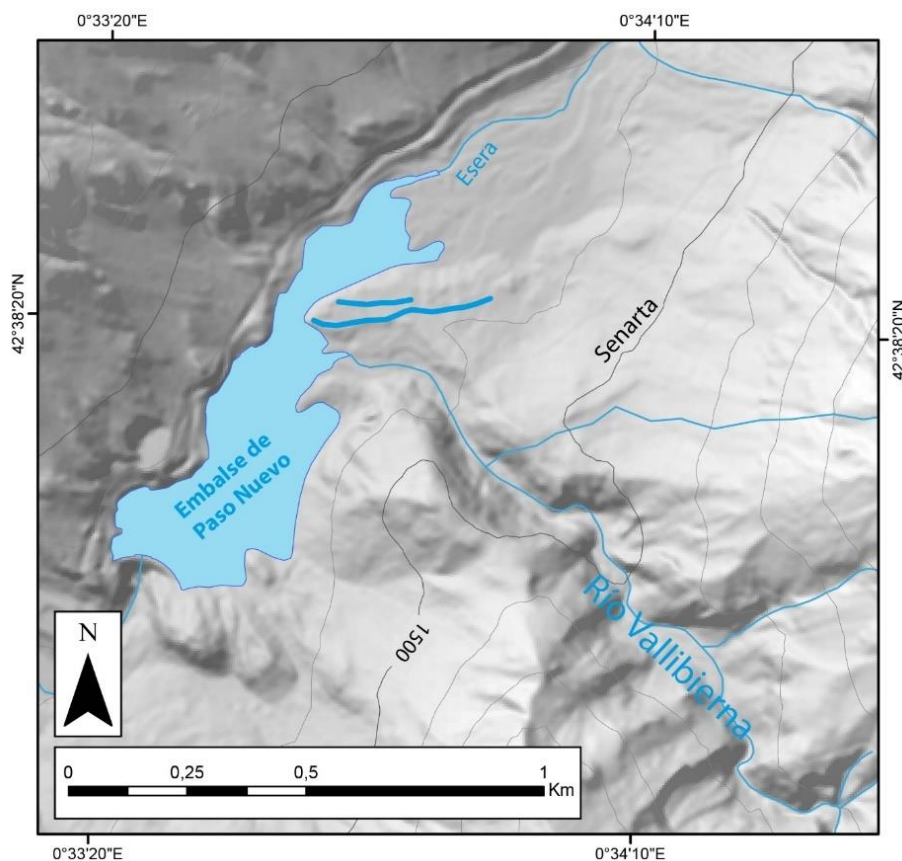 0°33'20"E
0°34'10"E
Esera
42°38'20"N
42°38'20"N
Senarta
Embalse de
Paso Nuevo
1500
Río Vallibierna
N
0
0,25
0,5
1
Km
0°33'20"E
0°34'10"E